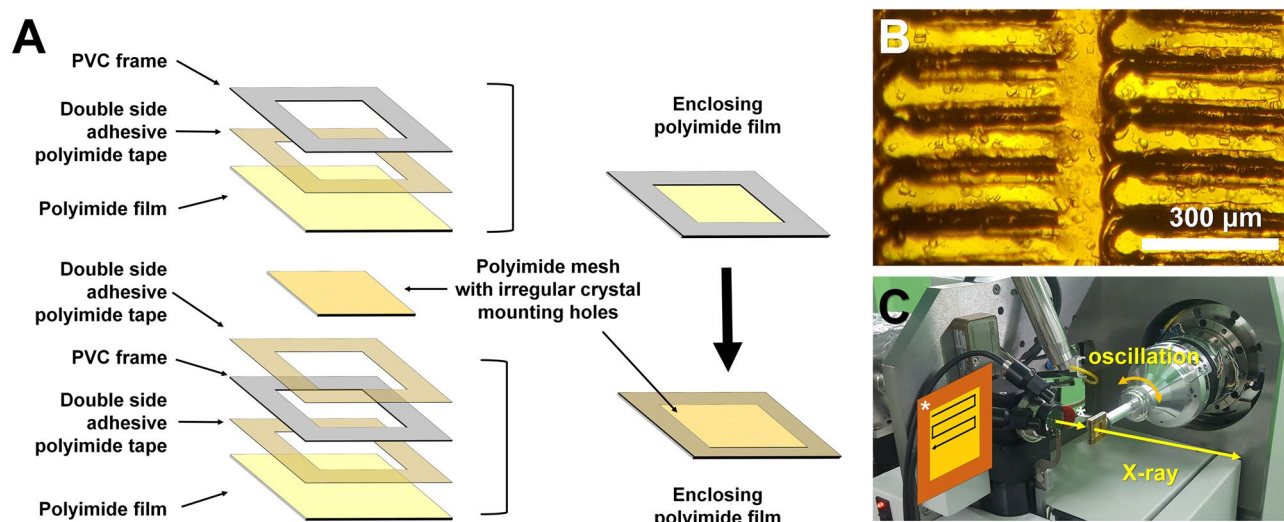 A
PVC frame
Double side
adhesive
polyimide tape
Polyimide film
Double side
adhesive
polyimide tape
PVC frame
Double side
adhesive
polyimide tape
Polyimide film
Polyimide mesh
with irregular crystal
mounting holes
Enclosing
polyimide film
Enclosing
polyimide film
B
300 µm
C
oscillation
*
*
X-ray